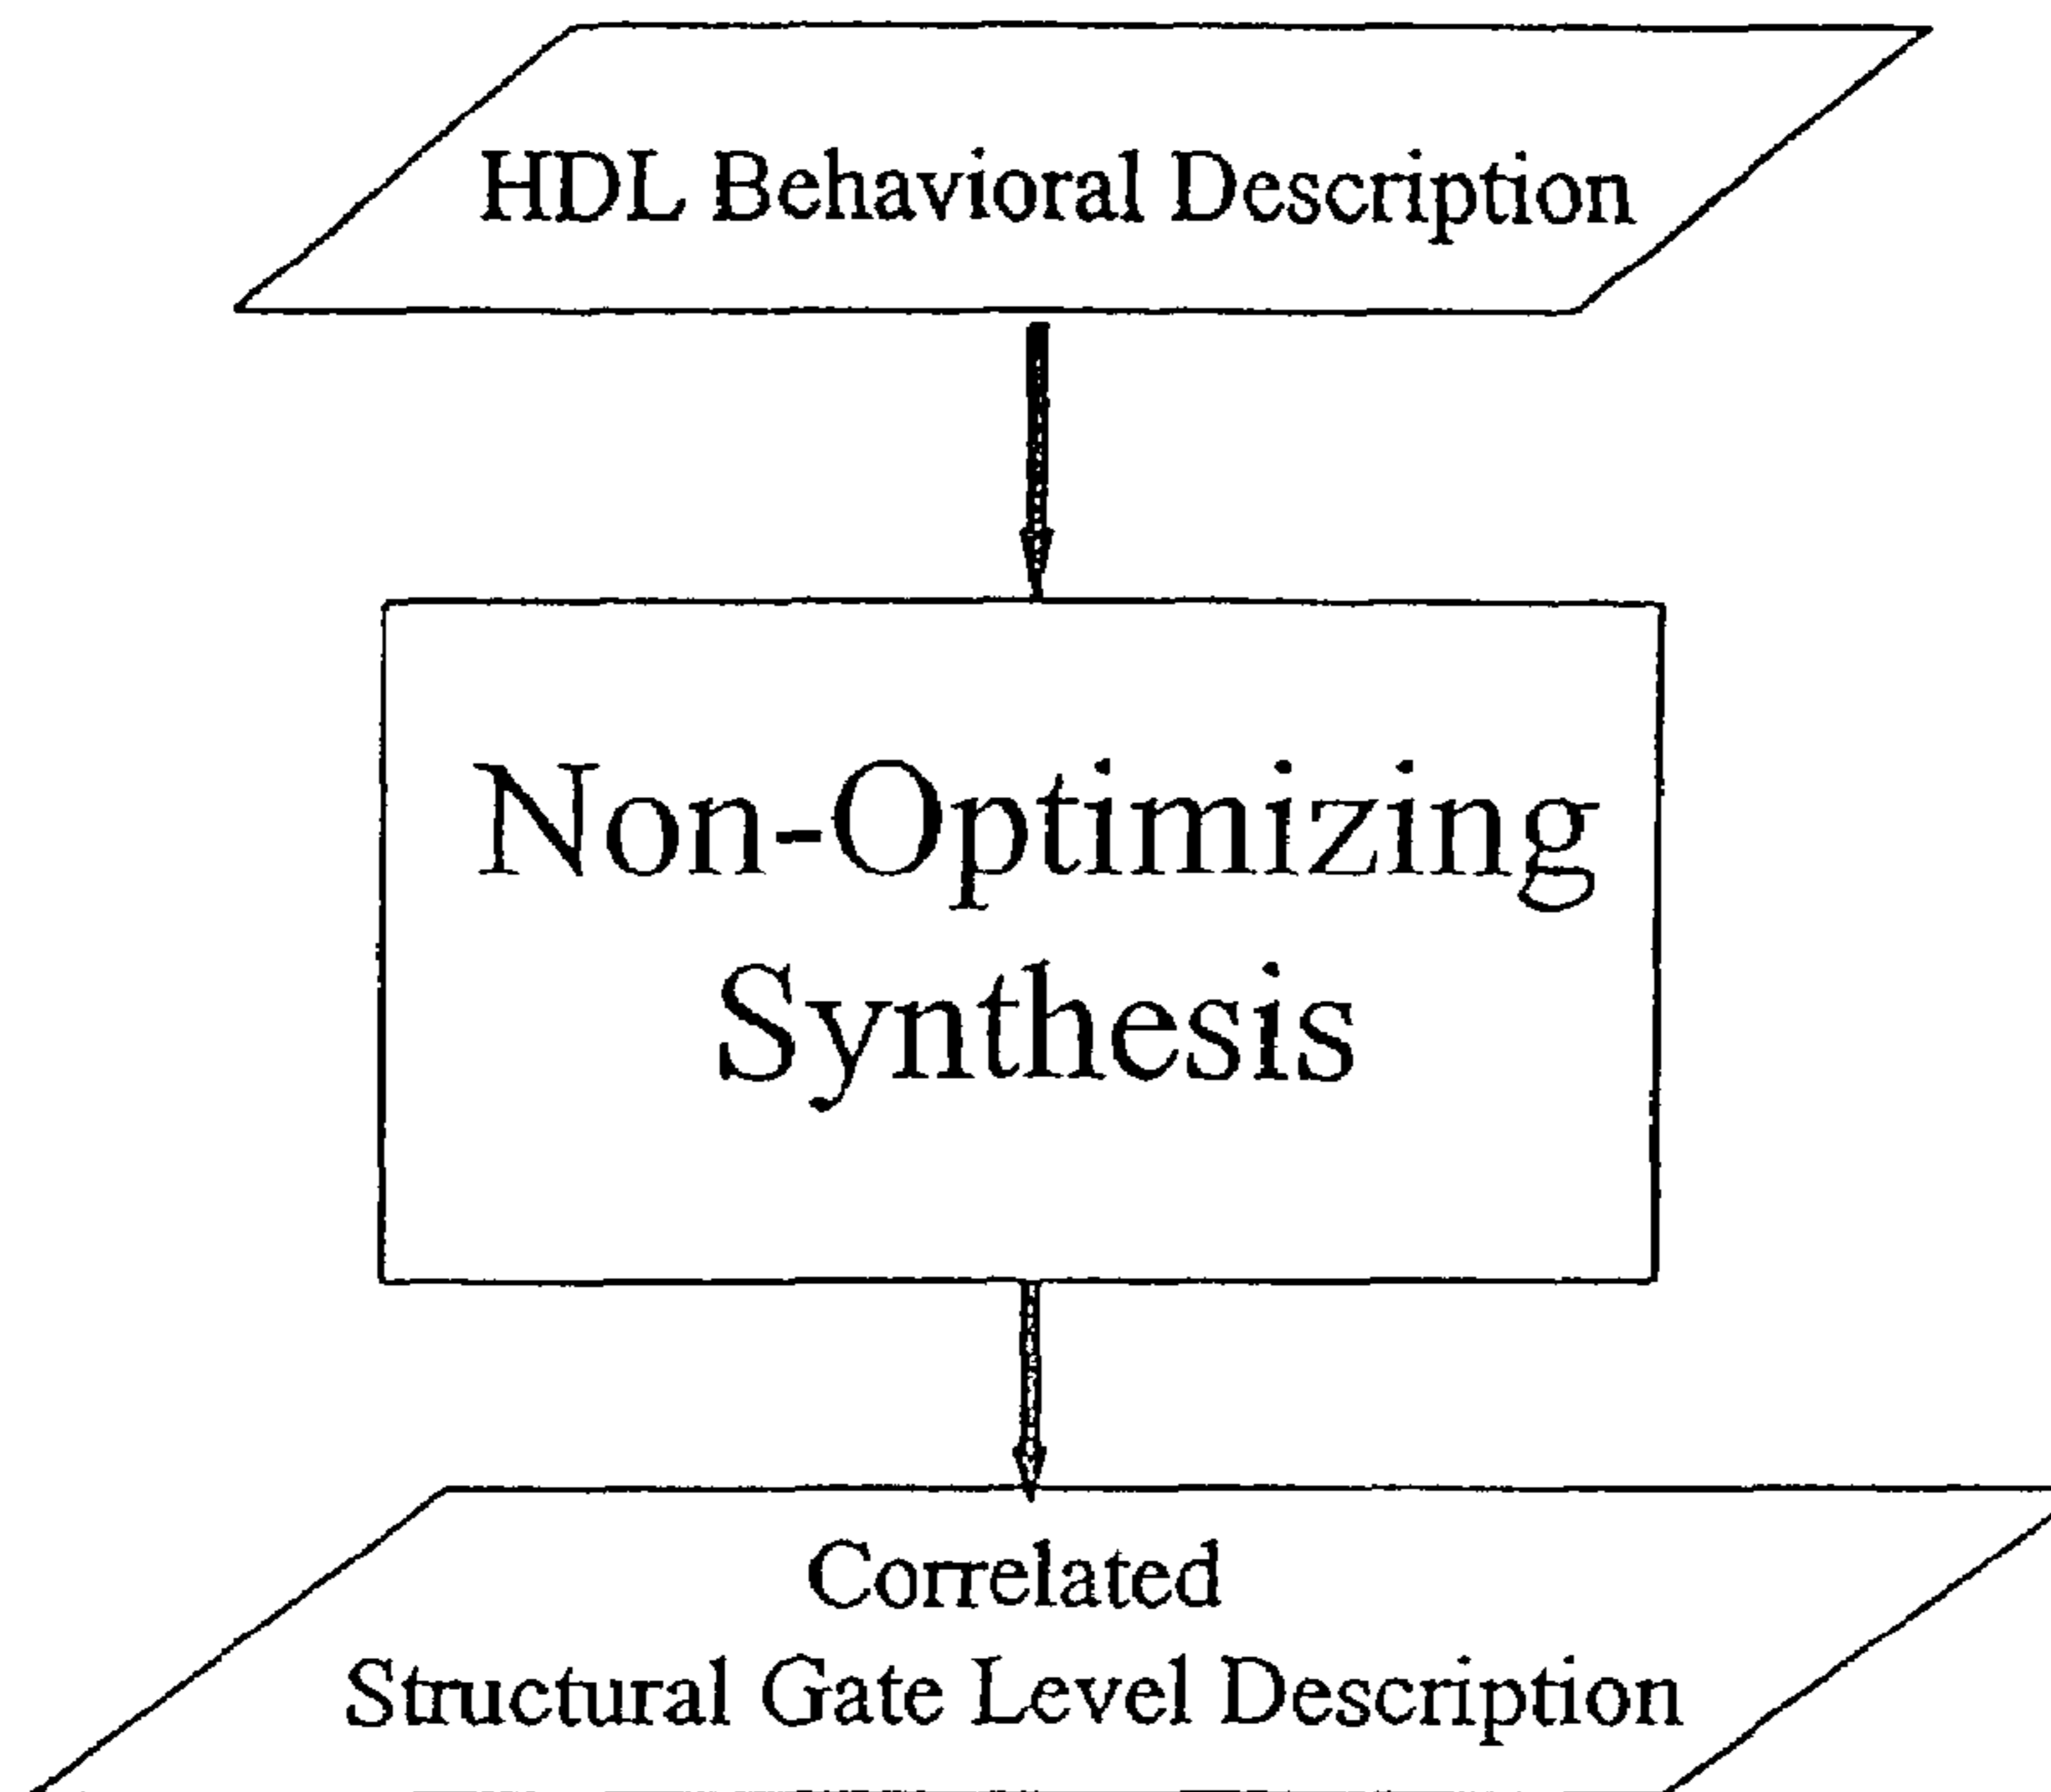 HDL Behavioral Description
Non-Optimizing
Synthesis
Correlated
Structural Gate Level Description